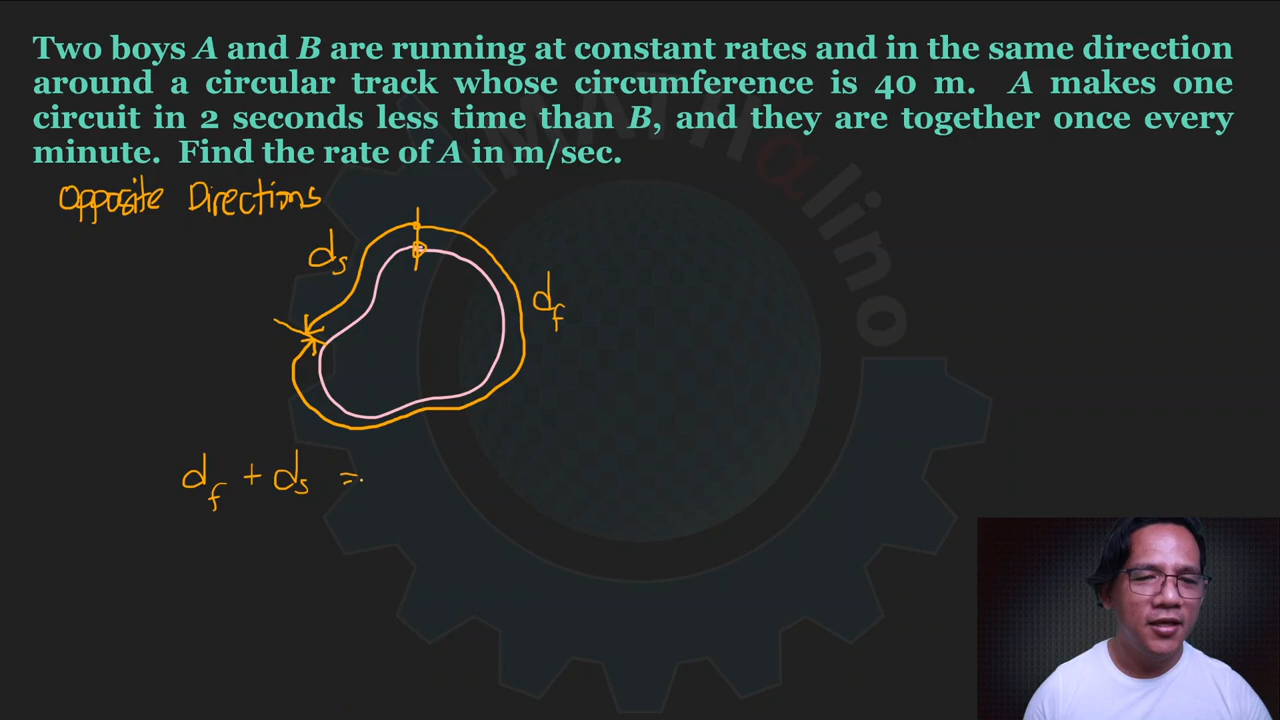 Two boys A and B are running at constant rates and in the same direction
around a circular track whose circumference is 40 m. A makes one
circuit in 2 seconds less time than B, and they are together once every
minute. Find the rate of A in m/sec.
Opposite Directions
ds
df
df + ds =
MATHalino